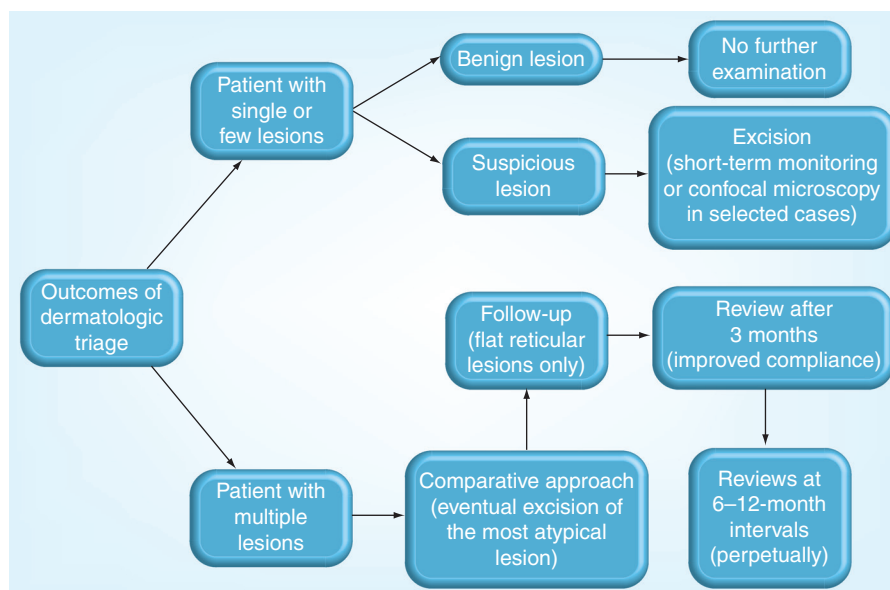 Outcomes of
dermatologic
triage
Patient with
single or
few lesions
Benign lesion
No further
examination
Suspicious
lesion
Excision
(short-term monitoring
or confocal microscopy
in selected cases)
Patient with
multiple
lesions
Comparative approach
(eventual excision of
the most atypical
lesion)
Follow-up
(flat reticular
lesions only)
Review after
3 months
(improved compliance)
Reviews at
6–12-month
intervals
(perpetually)